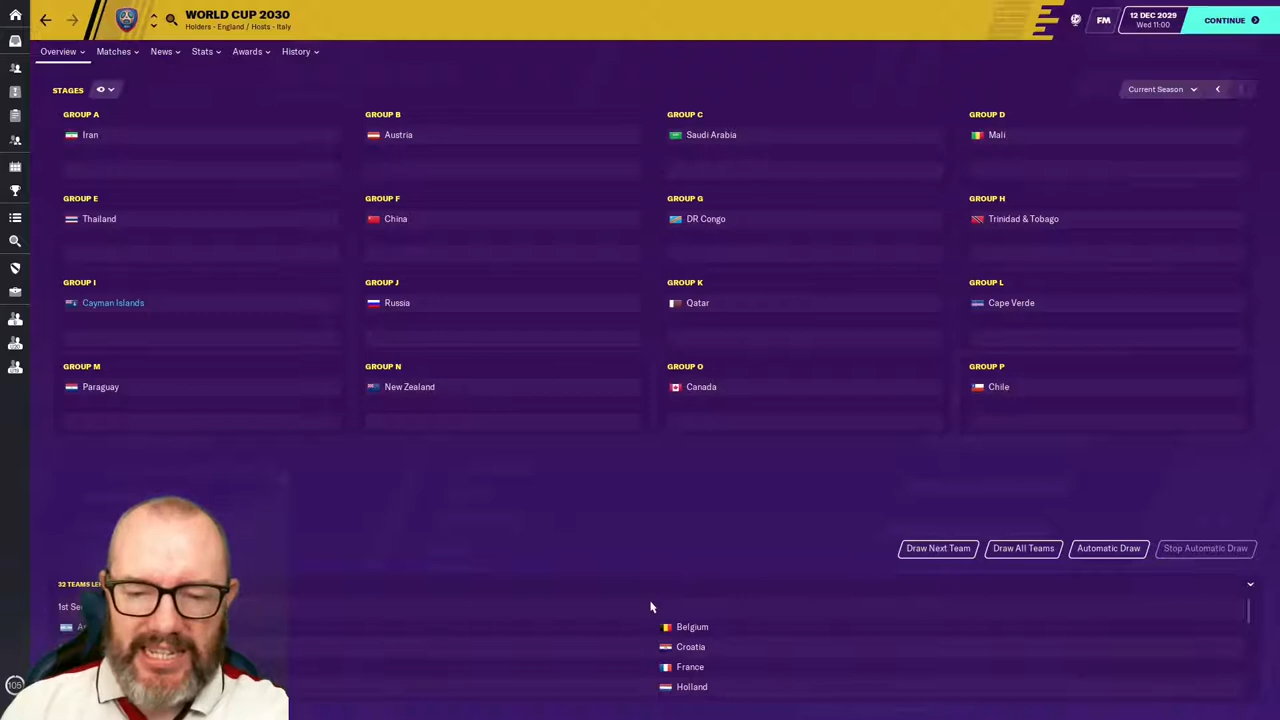 WORLD CUP 2030
Holders - England / Hosts - Italy
FM
12 DEC 2029
Wed 11:00
CONTINUE
Overview
Matches
News
Stats
Awards
History
STAGES
Current Season
GROUP A
GROUP B
GROUP C
GROUP D
Iran
Austria
Saudi Arabia
Mali
GROUP E
GROUP F
GROUP G
GROUP H
Thailand
China
DR Congo
Trinidad & Tobago
GROUP I
GROUP J
GROUP K
GROUP L
Cayman Islands
Russia
Qatar
Cape Verde
GROUP M
GROUP N
GROUP O
GROUP P
Paraguay
New Zealand
Canada
Chile
Draw Next Team
Draw All Teams
Automatic Draw
Stop Automatic Draw
32 TEAMS
1st
Belgium
Croatia
France
Holland
105